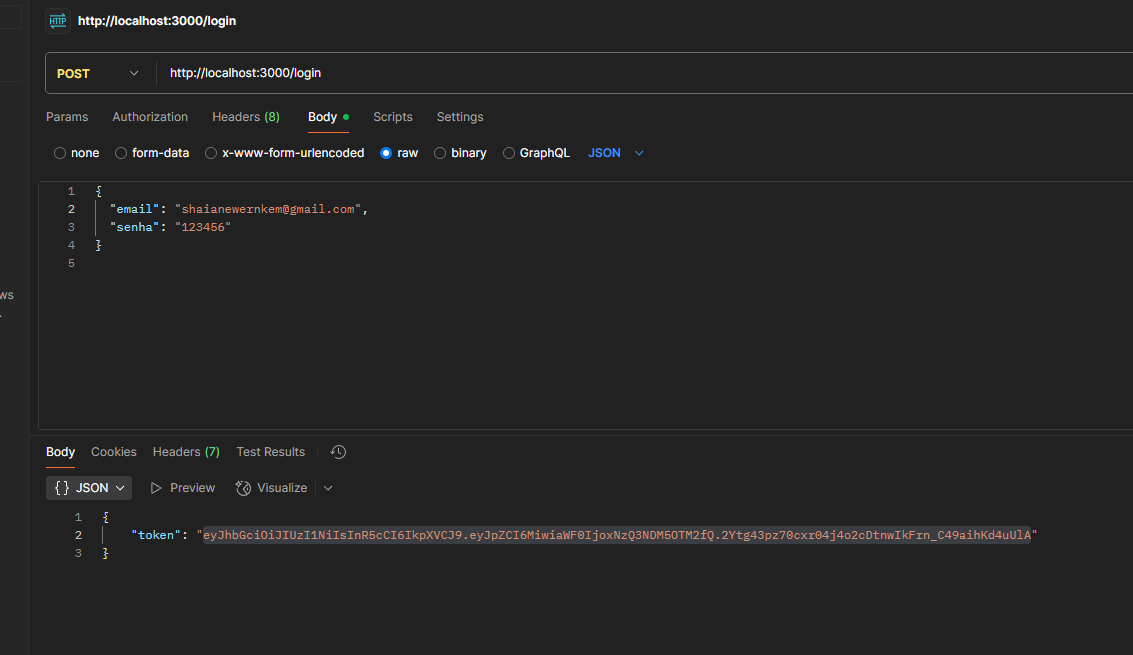 HTTP http://localhost:3000/login
POST http://localhost:3000/login
Params Authorization Headers (8) Body Scripts Settings
none form-data x-www-form-urlencoded raw binary GraphQL JSON
1 {
2 "email": "shaianewernkem@gmail.com",
3 "senha": "123456"
4 }
5
ws
Body Cookies Headers (7) Test Results
{} JSON Preview Visualize
1 {
2 "token": "eyJhbGciOiJIUzI1NiIsInR5cCI6IkpXVCJ9.eyJpZCI6MiwiaWF0IjoxNzQ3NDM5OTM2fQ.2Ytg43pz70cxr04j4o2cDtnwIkFrn_C49aihKd4uUlA"
3 }